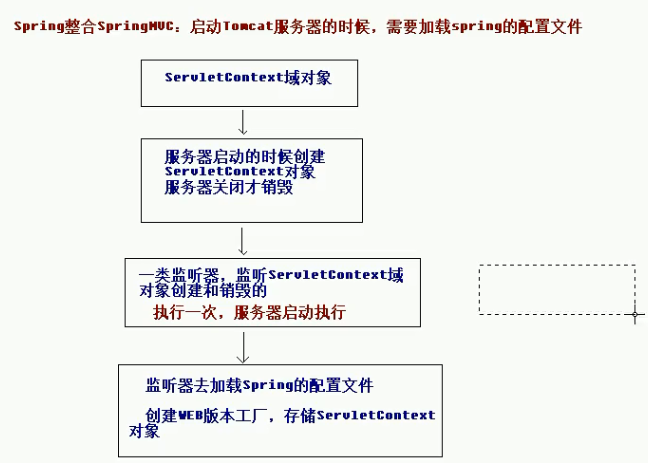 Spring整合SpringMVC：启动Tomcat服务器的时候，需要加载spring的配置文件
ServletContext域对象
服务器启动的时候创建
ServletContext对象
服务器关闭才销毁
一类监听器，监听ServletContext域
对象创建和销毁的
执行一次，服务器启动执行
监听器去加载Spring的配置文件
创建WEB版本工厂，存储ServletContext
对象